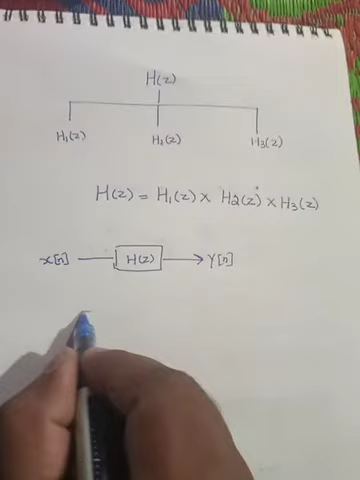 H(z)
H₁(z) H₂(z) H₃(z)
H(z) = H₁(z) × H2(z) × H₃(z)
x[n] H(z) Y[n]